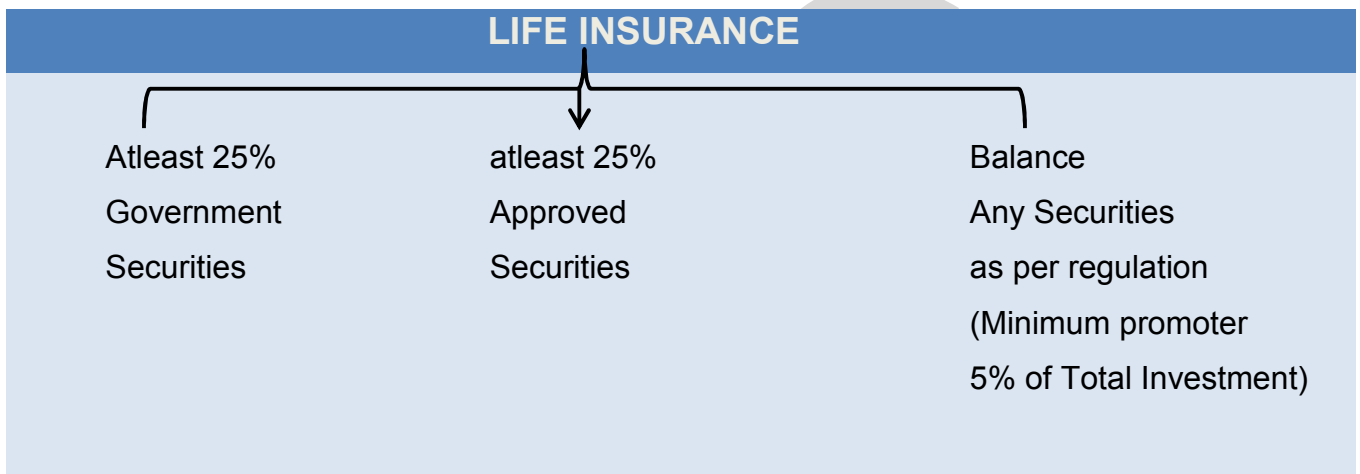 LIFE INSURANCE
Atleast 25%
Government
Securities
atleast 25%
Approved
Securities
Balance
Any Securities
as per regulation
(Minimum promoter
5% of Total Investment)